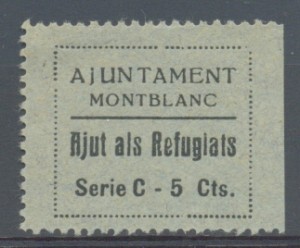 AjUNTAMENT
MONTBLANC
Ajut als Refugiats
Serie C - 5 Cts.